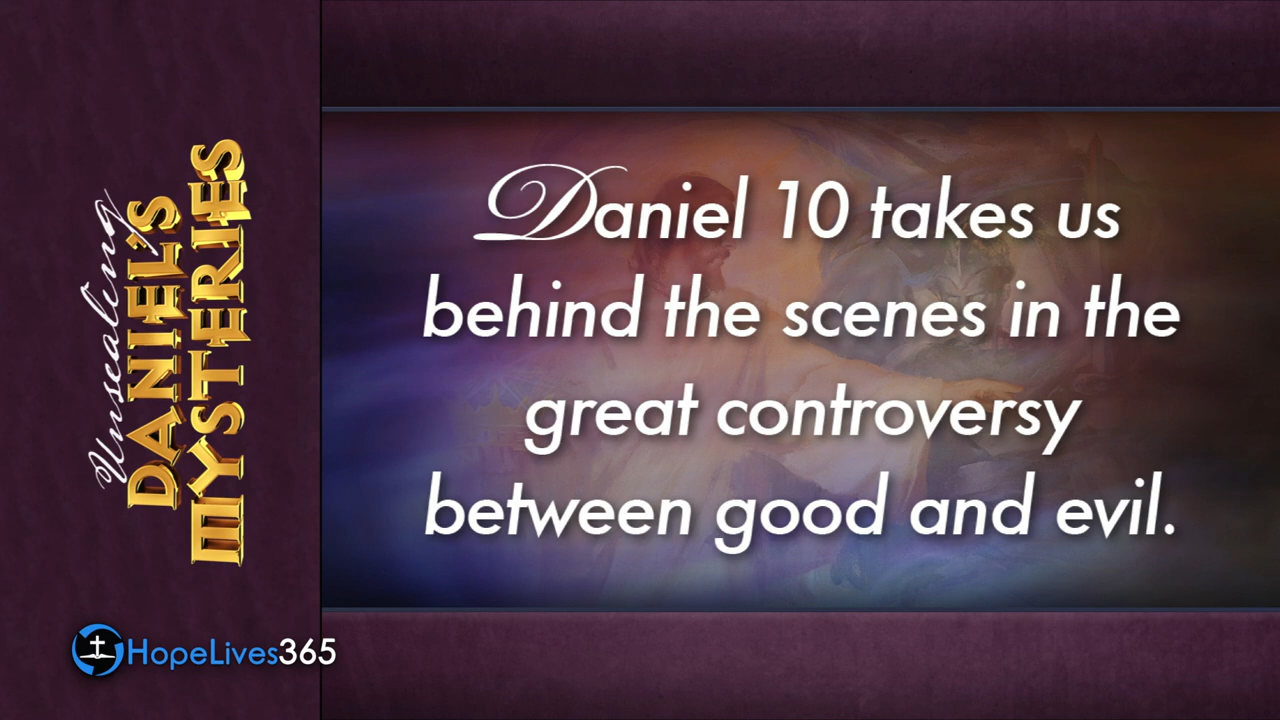 Unsealing
DANIEL'S
MYSTERIES
Daniel 10 takes us
behind the scenes in the
great controversy
between good and evil.
HopeLives365